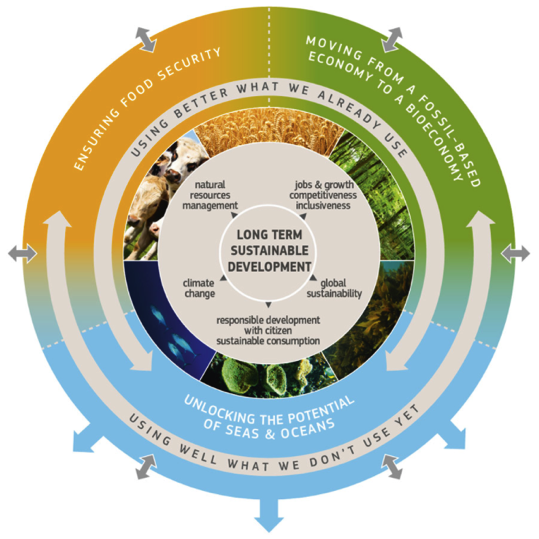 ENSURING FOOD SECURITY
MOVING FROM A FOSSIL-BASED
ECONOMY TO A BIOECONOMY
USING BETTER WHAT WE ALREADY USE
natural
resources
management
jobs & growth
competitiveness
inclusiveness
LONG TERM
SUSTAINABLE
DEVELOPMENT
climate
change
global
sustainability
responsible development
with citizen
sustainable consumption
UNLOCKING THE POTENTIAL
OF SEAS & OCEANS
USING WELL WHAT WE DON'T USE YET